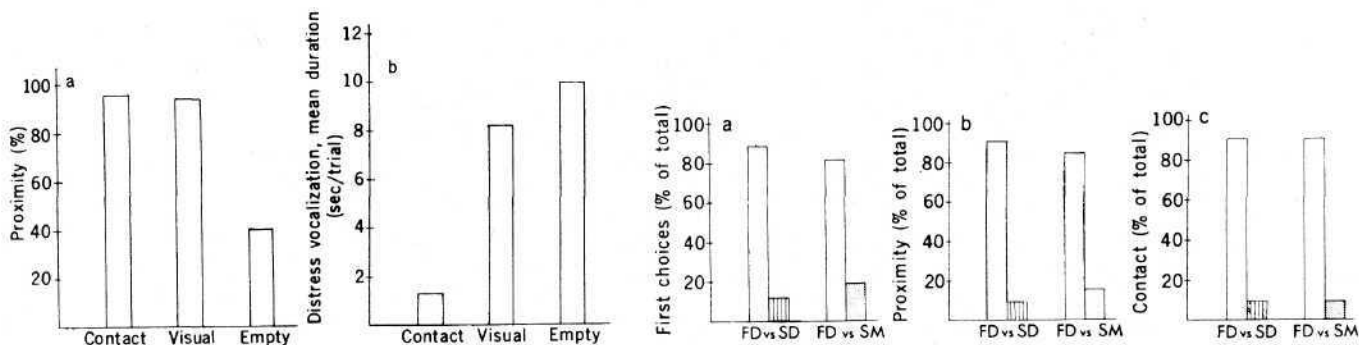 a
Proximity (%)
100
80
60
40
20
Contact Visual Empty
b
Distress vocalization, mean duration
(sec/trial)
12
10
8
6
4
2
Contact Visual Empty
a
First choices (% of total)
100
80
60
40
20
FD vs SD FD vs SM
b
Proximity (% of total)
100
80
60
40
20
FD vs SD FD vs SM
c
Contact (% of total)
100
80
60
40
20
FD vs SD FD vs SM